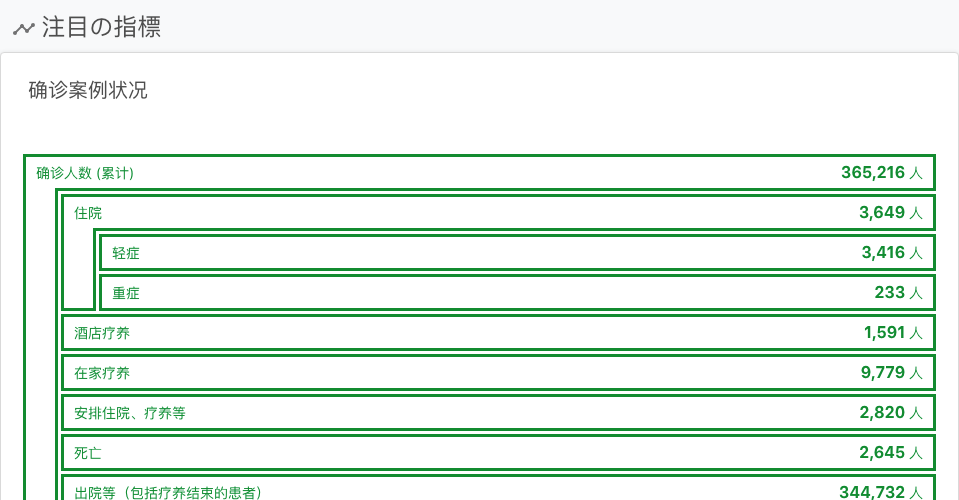 注目の指標
确诊案例状况
确诊人数 (累计) 365,216 人
住院 3,649 人
轻症 3,416 人
重症 233 人
酒店疗养 1,591 人
在家疗养 9,779 人
安排住院、疗养等 2,820 人
死亡 2,645 人
出院等（包括疗养结束的患者） 344,732 人